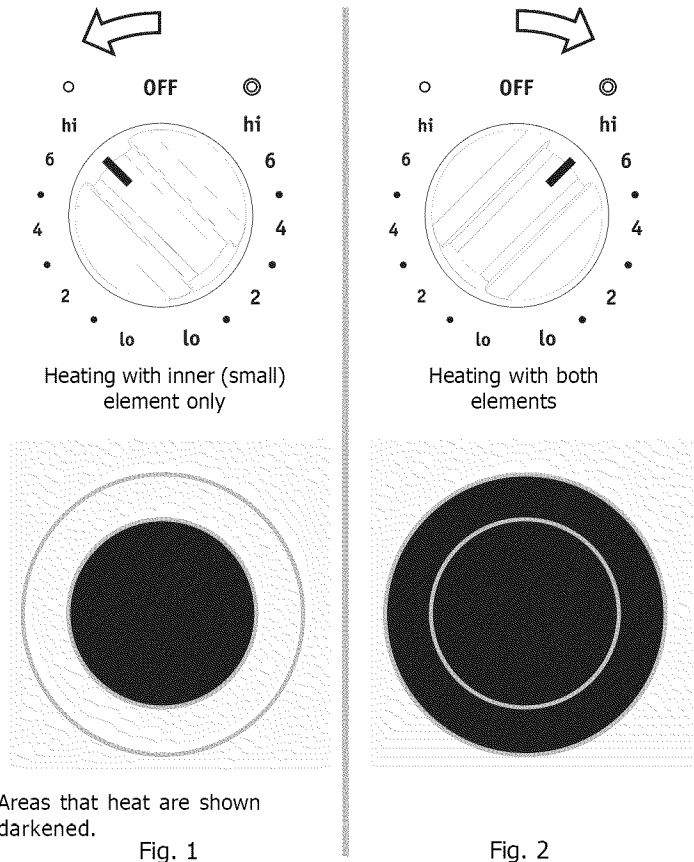 OFF
hi
hi
6
6
4
4
2
2
lo
lo
Heating with inner (small)
element only
OFF
hi
hi
6
6
4
4
2
2
lo
lo
Heating with both
elements
Areas that heat are shown
darkened.
Fig. 1
Fig. 2